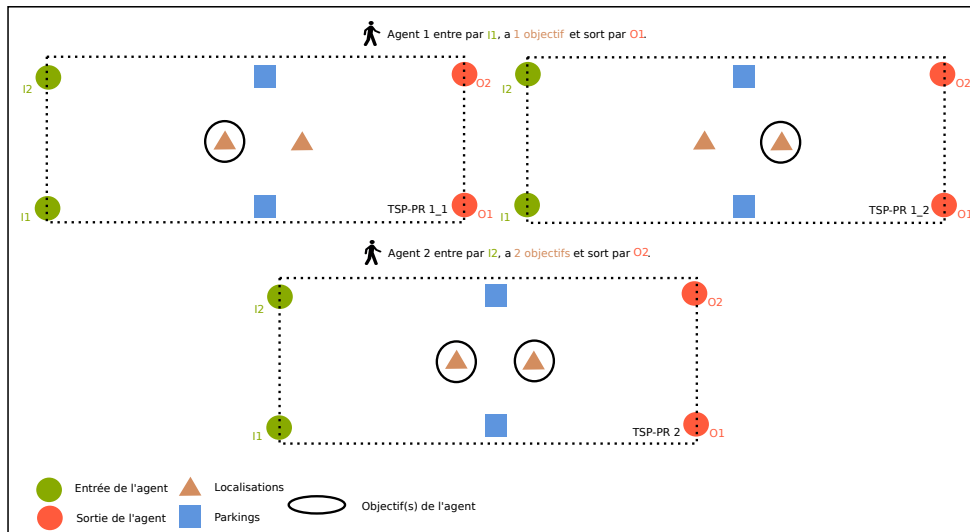 Agent 1 entre par I1, a 1 objectif et sort par O1.
I2
O2
I2
O2
I1
TSP-PR 1_1
O1
I1
TSP-PR 1_2
O1
Agent 2 entre par I2, a 2 objectifs et sort par O2.
I2
O2
I1
TSP-PR 2
O1
Entrée de l'agent
Localisations
Objectif(s) de l'agent
Sortie de l'agent
Parkings